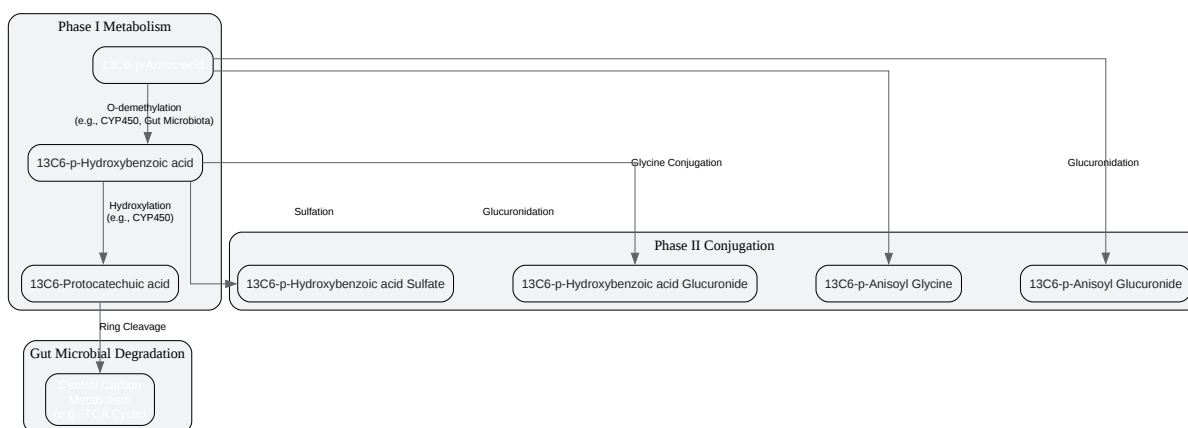 Phase I Metabolism
13C6-p-Anisic acid
O-demethylation
(e.g., CYP450, Gut Microbiota)
13C6-p-Hydroxybenzoic acid
Glycine Conjugation
Glucuronidation
Hydroxylation
(e.g., CYP450)
Sulfation
Glucuronidation
Phase II Conjugation
13C6-Protocatechuic acid
13C6-p-Hydroxybenzoic acid Sulfate
13C6-p-Hydroxybenzoic acid Glucuronide
13C6-p-Anisoyl Glycine
13C6-p-Anisoyl Glucuronide
Ring Cleavage
Gut Microbial Degradation
Central Carbon
Metabolism
(e.g., TCA Cycle)